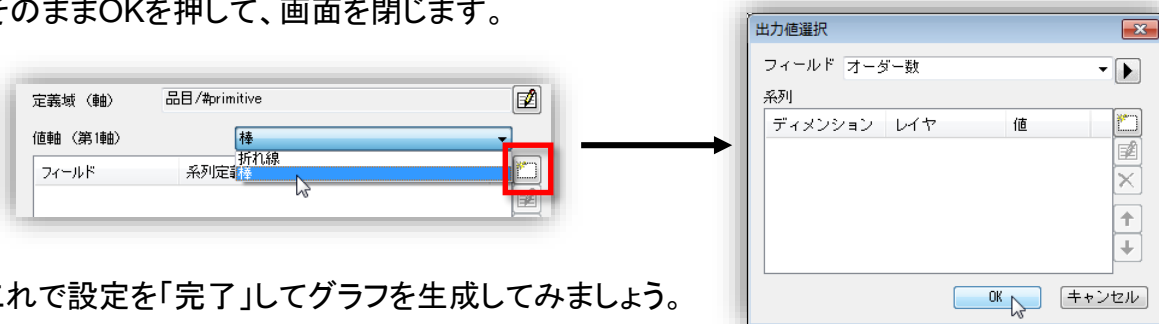 そのままOKを押して、画面を閉じます。
定義域（軸） 品目/#primitive
値軸（第1軸） 棒
折れ線
棒
フィールド 系列定
出力値選択
フィールド オーダー数
系列
ディメンション レイヤ 値
OK キャンセル
これで設定を「完了」してグラフを生成してみましょう。